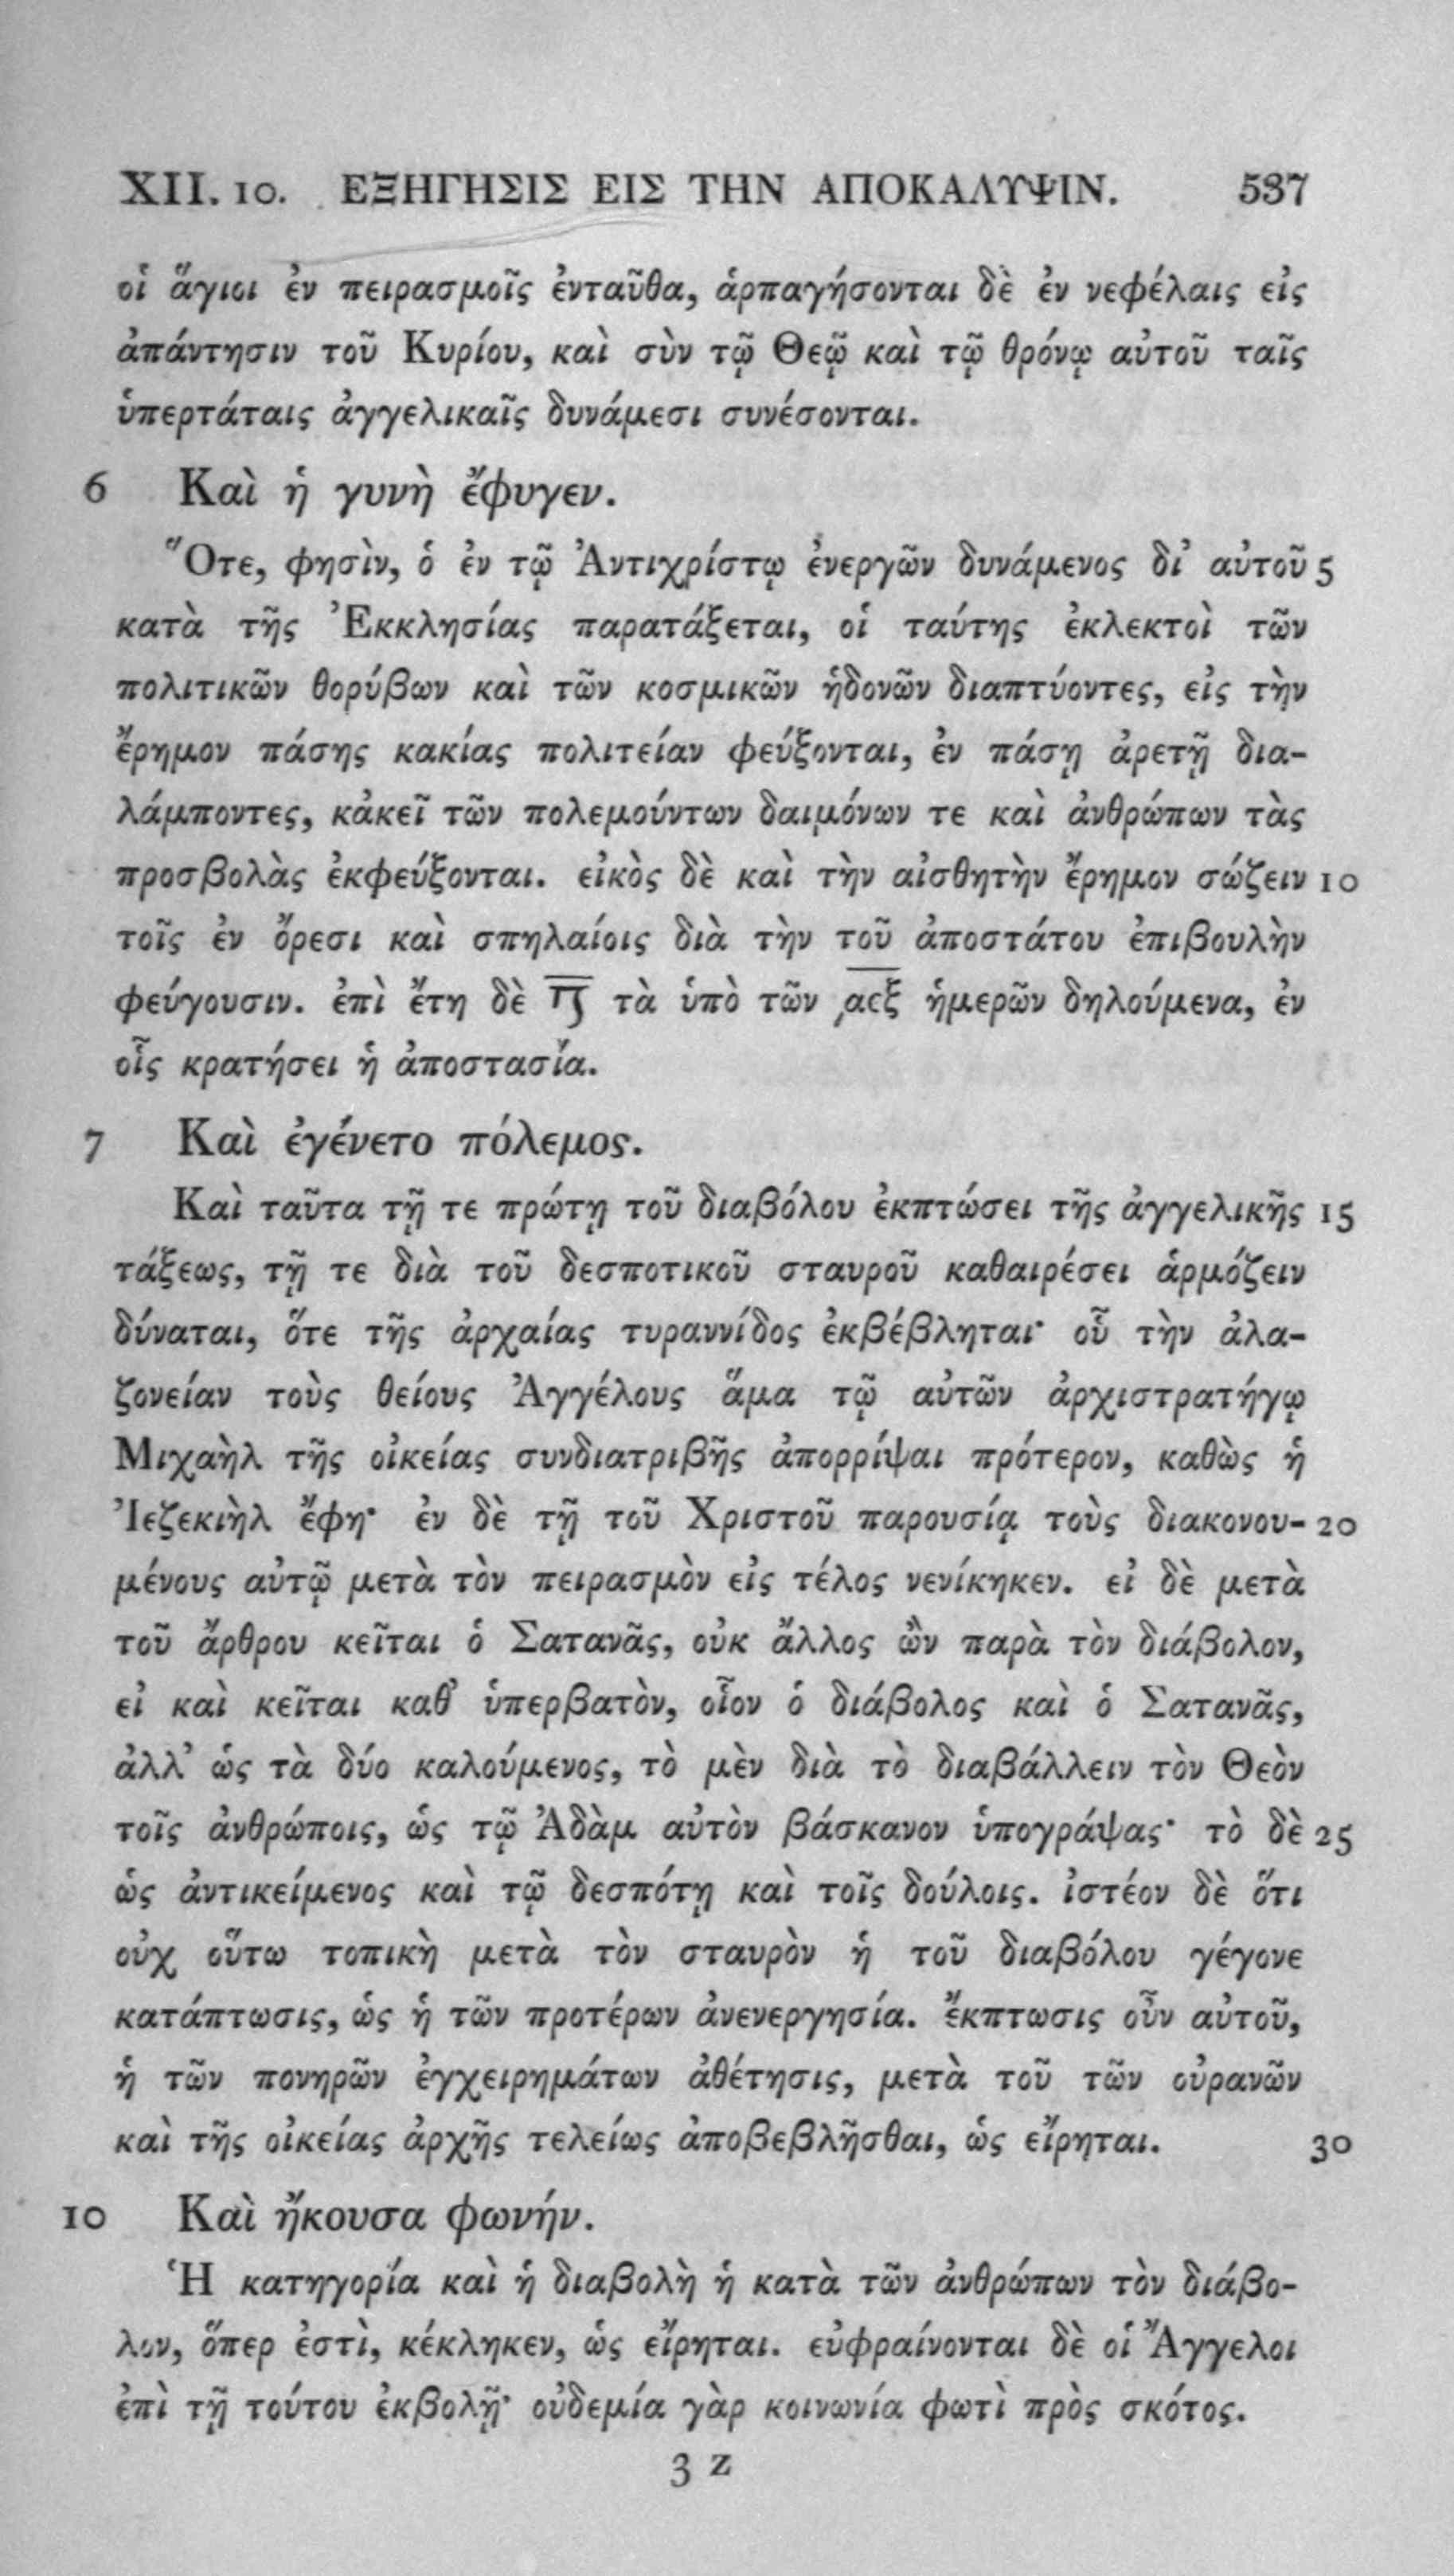 XII. 10. ΕΞΗΓΗΣΙΣ ΕΙΣ ΤΗΝ ΑΠΟΚΑΛΥΨΙΝ. 537
οἱ ἅγιοι ἐν πειρασμοῖς ἐνταῦθα, ἁρπαγήσονται δὲ ἐν νεφέλαις εἰς
ἀπάντησιν τοῦ Κυρίου, καὶ σὺν τῷ Θεῷ καὶ τῷ θρόνῳ αὐτοῦ ταῖς
ὑπερτάταις ἀγγελικαῖς δυνάμεσι συνέσονται.
6 Καὶ ἡ γυνὴ ἔφυγεν.
Ὅτε, φησὶν, ὁ ἐν τῷ Ἀντιχρίστῳ ἐνεργῶν δυνάμενος δι᾽ αὐτοῦ 5
κατὰ τῆς Ἐκκλησίας παρατάξεται, οἱ ταύτης ἐκλεκτοὶ τῶν
πολιτικῶν θορύβων καὶ τῶν κοσμικῶν ἡδονῶν διαπτύοντες, εἰς τὴν
ἔρημον πάσης κακίας πολιτείαν φεύξονται, ἐν πάσῃ ἀρετῇ δια-
λάμποντες, κἀκεῖ τῶν πολεμούντων δαιμόνων τε καὶ ἀνθρώπων τὰς
προσβολὰς ἐκφεύξονται. εἰκὸς δὲ καὶ τὴν αἰσθητὴν ἔρημον σώζειν 10
τοῖς ἐν ὄρεσι καὶ σπηλαίοις διὰ τὴν τοῦ ἀποστάτου ἐπιβουλὴν
φεύγουσιν. ἐπὶ ἔτη δὲ τὰ ὑπὸ τῶν ͵αϲξ ἡμερῶν δηλούμενα, ἐν
οἷς κρατήσει ἡ ἀποστασία.
7 Καὶ ἐγένετο πόλεμος.
Καὶ ταῦτα τῇ τε πρώτῃ τοῦ διαβόλου ἐκπτώσει τῆς ἀγγελικῆς 15
τάξεως, τῇ τε διὰ τοῦ δεσποτικοῦ σταυροῦ καθαιρέσει ἁρμόζειν
δύναται, ὅτε τῆς ἀρχαίας τυραννίδος ἐκβέβληται· οὗ τὴν ἀλα-
ζονείαν τοὺς θείους Ἀγγέλους ἅμα τῷ αὐτῶν ἀρχιστρατήγῳ
Μιχαὴλ τῆς οἰκείας συνδιατριβῆς ἀπορρίψαι πρότερον, καθὼς ἡ
Ἰεζεκιὴλ ἔφη· ἐν δὲ τῇ τοῦ Χριστοῦ παρουσίᾳ τοὺς διακονου- 20
μένους αὐτῷ μετὰ τὸν πειρασμὸν εἰς τέλος νενίκηκεν. εἰ δὲ μετὰ
τοῦ ἄρθρου κεῖται ὁ Σατανᾶς, οὐκ ἄλλος ὢν παρὰ τὸν διάβολον,
εἰ καὶ κεῖται καθ᾽ ὑπερβατὸν, οἷον ὁ διάβολος καὶ ὁ Σατανᾶς,
ἀλλ᾽ ὡς τὰ δύο καλούμενος, τὸ μὲν διὰ τὸ διαβάλλειν τὸν Θεὸν
τοῖς ἀνθρώποις, ὡς τῷ Ἀδὰμ αὐτὸν βάσκανον ὑπογράψας· τὸ δὲ 25
ὡς ἀντικείμενος καὶ τῷ δεσπότῃ καὶ τοῖς δούλοις. ἰστέον δὲ ὅτι
οὐχ οὕτω τοπικὴ μετὰ τὸν σταυρὸν ἡ τοῦ διαβόλου γέγονε
κατάπτωσις, ὡς ἡ τῶν προτέρων ἀνενεργησία. ἔκπτωσις οὖν αὐτοῦ,
ἡ τῶν πονηρῶν ἐγχειρημάτων ἀθέτησις, μετὰ τοῦ τῶν οὐρανῶν
καὶ τῆς οἰκείας ἀρχῆς τελείως ἀποβεβλῆσθαι, ὡς εἴρηται. 30
10 Καὶ ἤκουσα φωνήν.
Ἡ κατηγορία καὶ ἡ διαβολὴ ἡ κατὰ τῶν ἀνθρώπων τὸν διάβο-
λον, ὅπερ ἐστὶ, κέκληκεν, ὡς εἴρηται. εὐφραίνονται δὲ οἱ Ἄγγελοι
ἐπὶ τῇ τούτου ἐκβολῇ· οὐδεμία γὰρ κοινωνία φωτὶ πρὸς σκότος.
3 Z